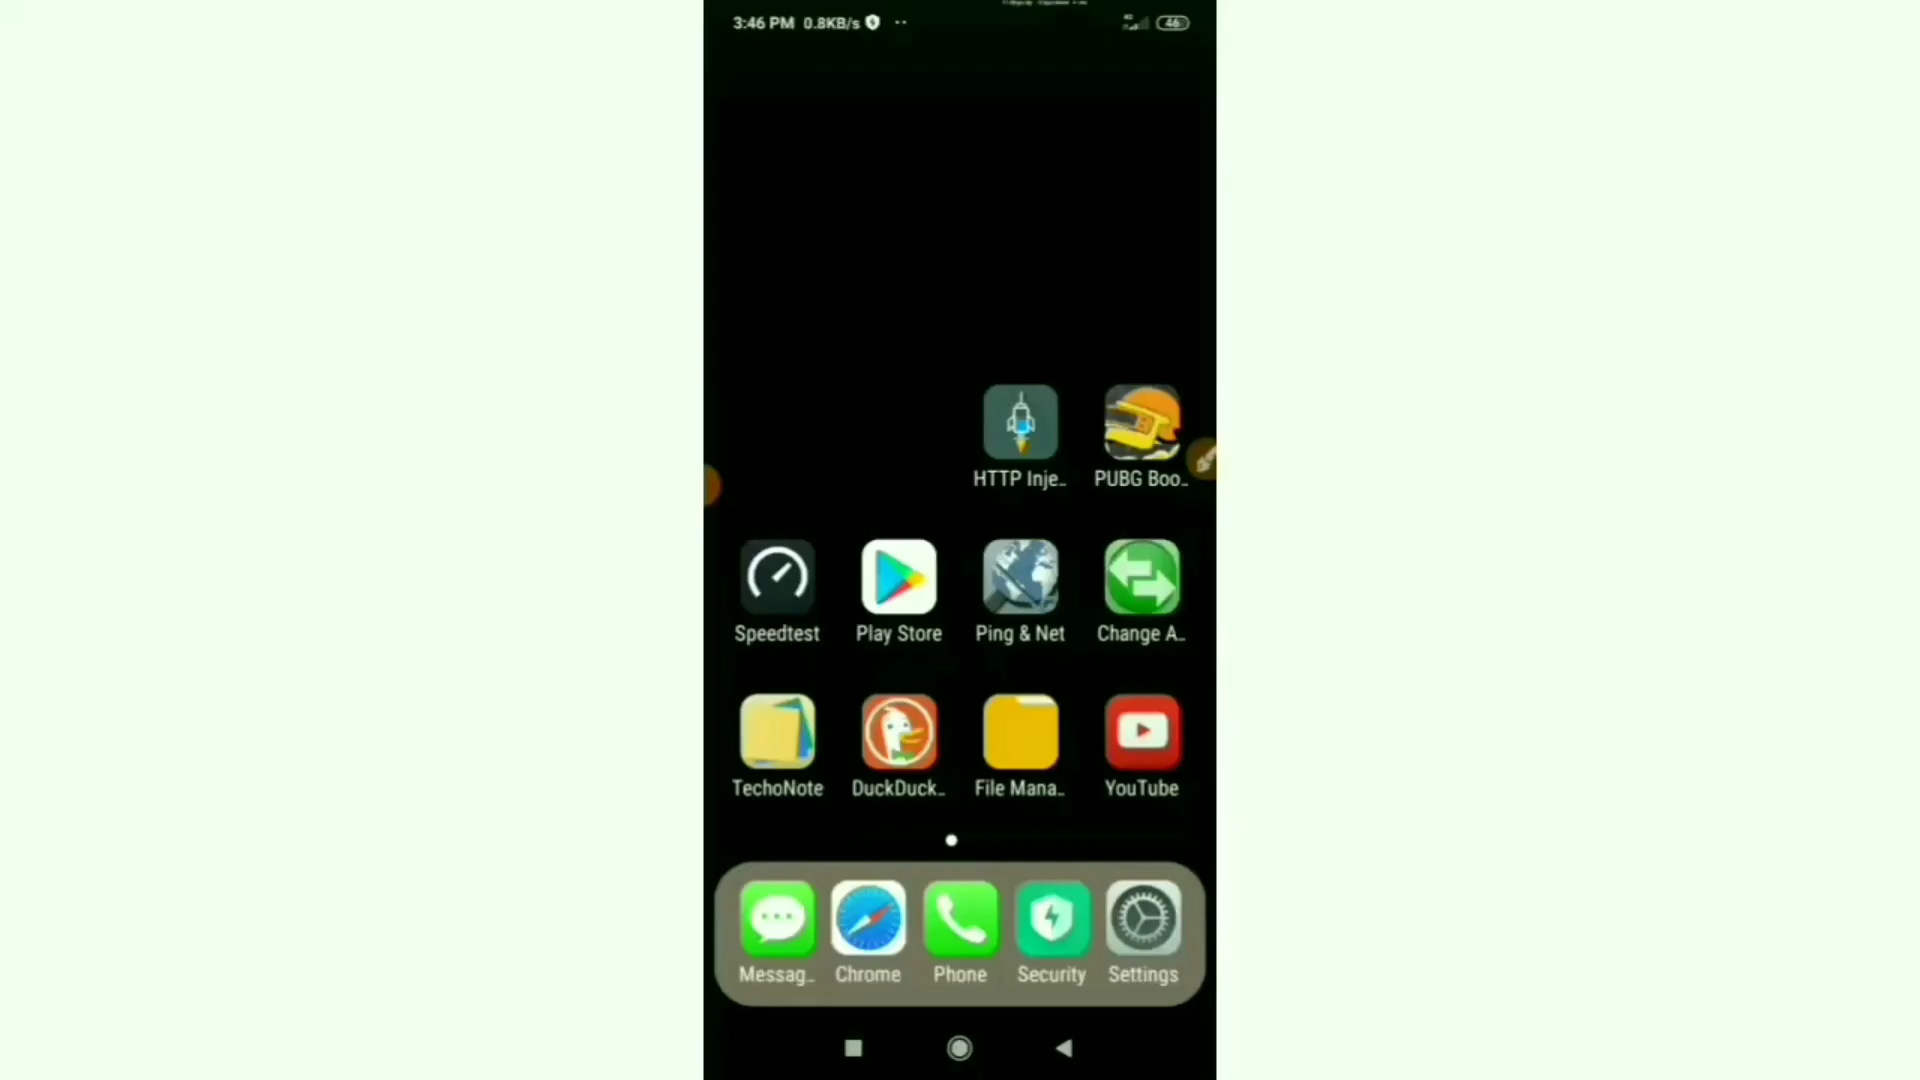 3:46 PM 0.8KB/s 46
HTTP Inje.. PUBG Boo..
Speedtest Play Store Ping & Net Change A..
TechoNote DuckDuck.. File Mana.. YouTube
Messag.. Chrome Phone Security Settings